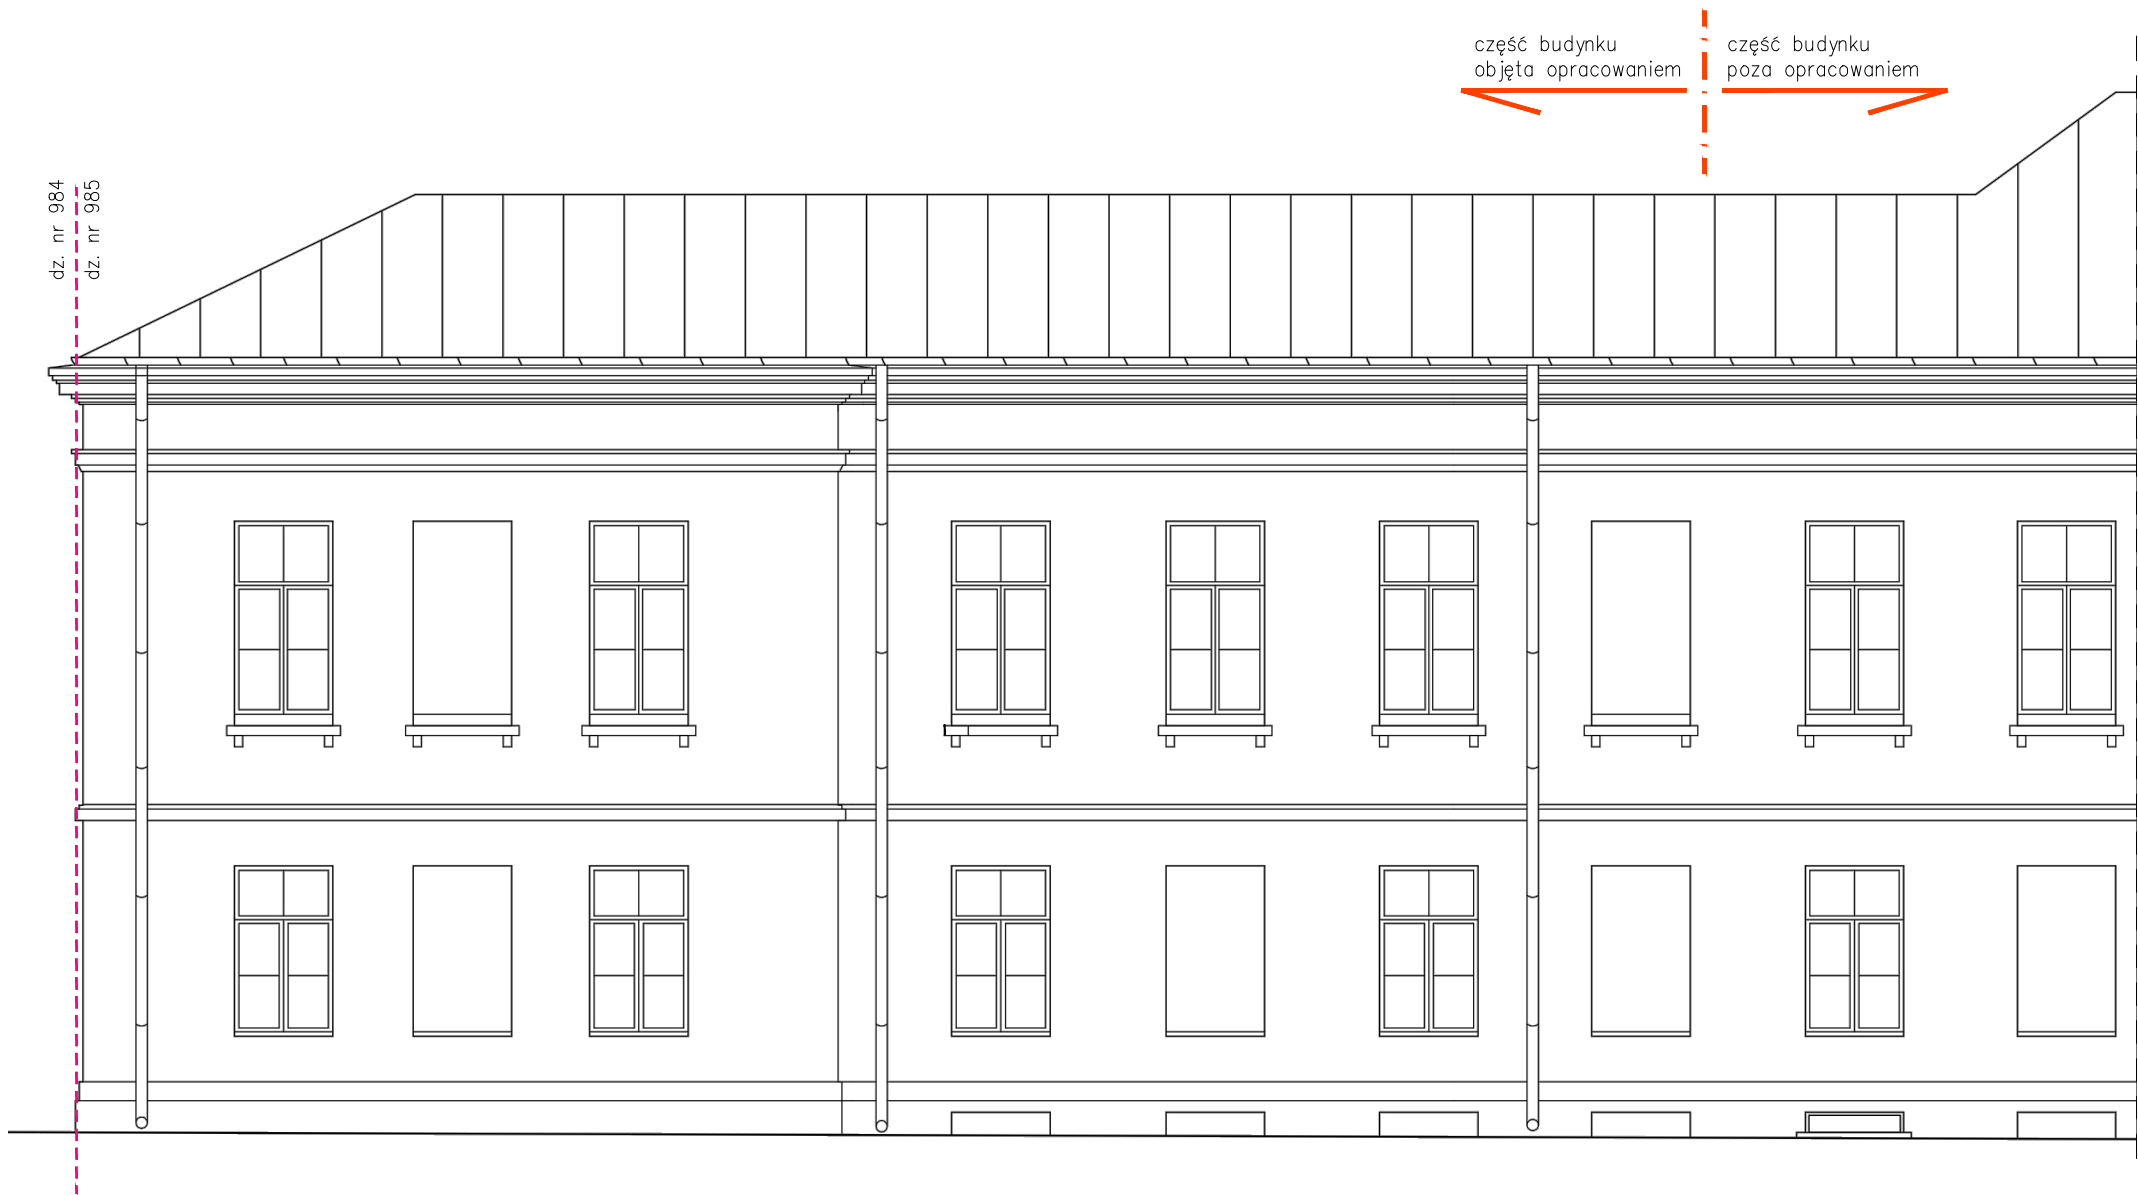 część budynku
objęta opracowaniem
część budynku
poza opracowaniem
dz. nr 984
dz. nr 985